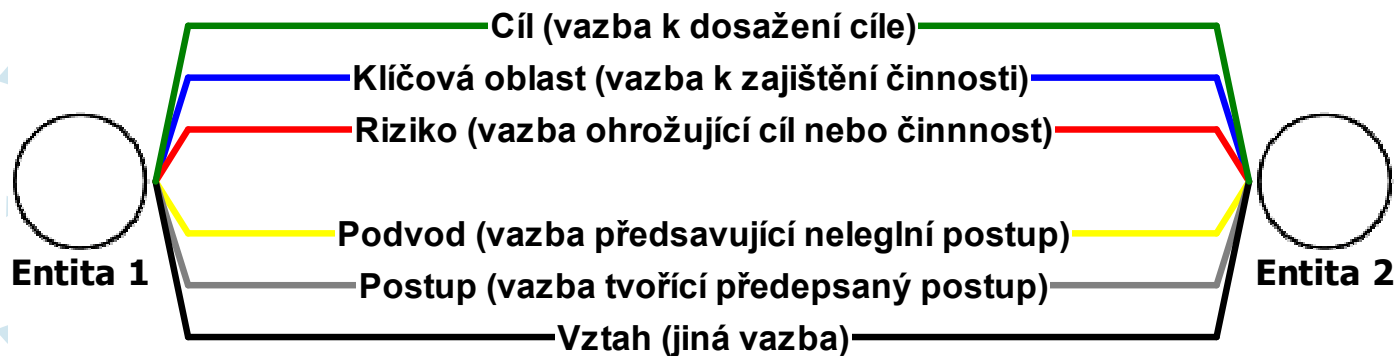 Cíl (vazba k dosažení cíle)
Klíčová oblast (vazba k zajištění činnosti)
Riziko (vazba ohrožující cíl nebo činnnost)
Podvod (vazba předsavující neleglní postup)
Entita 1
Entita 2
Postup (vazba tvořící předepsaný postup)
Vztah (jiná vazba)